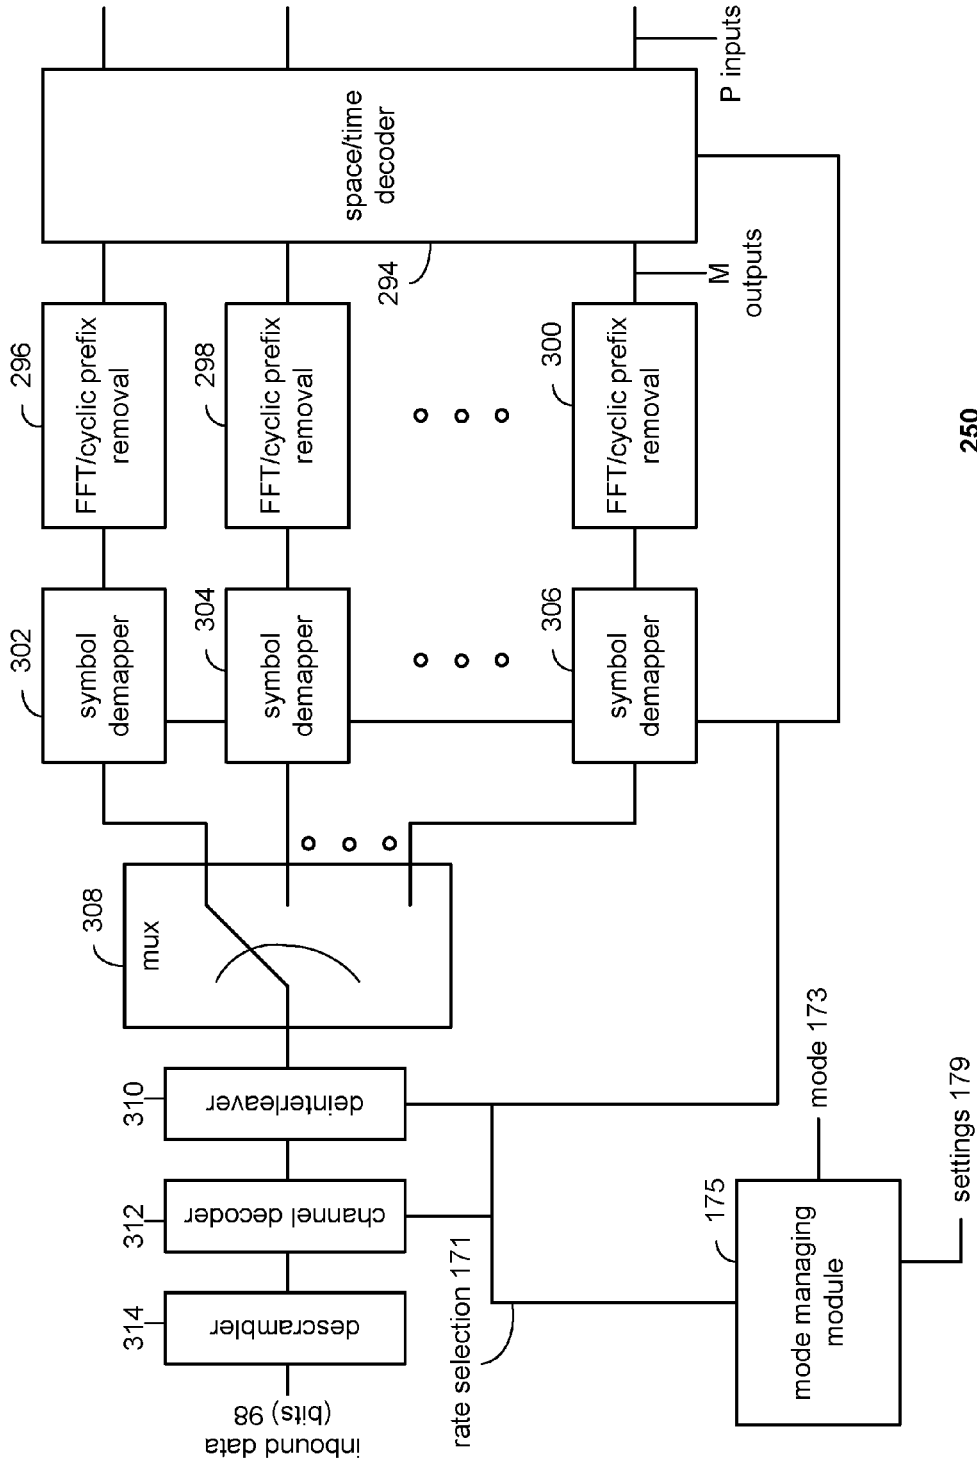 P inputs
space/time
decoder
294
M
outputs
296
FFT/cyclic prefix
removal
298
FFT/cyclic prefix
removal
300
FFT/cyclic prefix
removal
302
symbol
demapper
304
symbol
demapper
306
symbol
demapper
308
mux
310
deinterleaver
312
channel decoder
314
descrambler
inbound data
(bits) 98
rate selection 171
175
mode managing
module
mode 173
settings 179
250